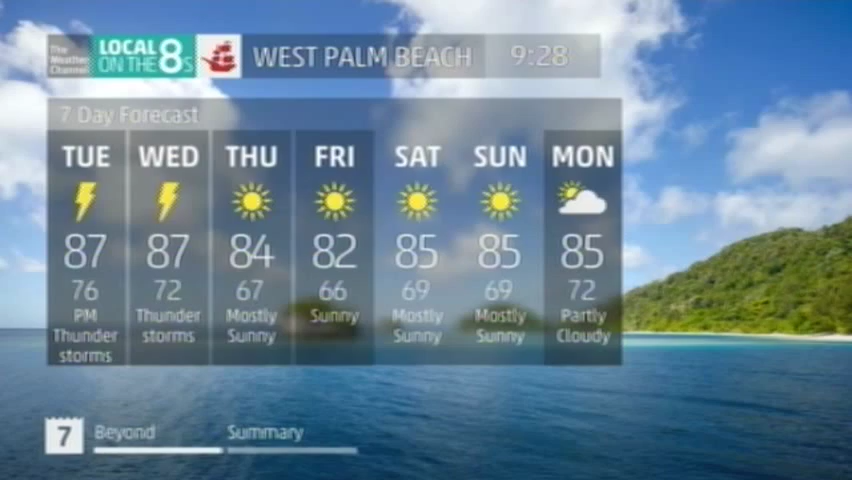 The Weather Channel
LOCAL ON THE 8s
WEST PALM BEACH
9:28
7 Day Forecast
TUE WED THU FRI SAT SUN MON
87 87 84 82 85 85 85
76 72 67 66 69 69 72
PM Thunder storms
Thunder storms
Mostly Sunny
Sunny
Mostly Sunny
Mostly Sunny
Partly Cloudy
7
Beyond
Summary